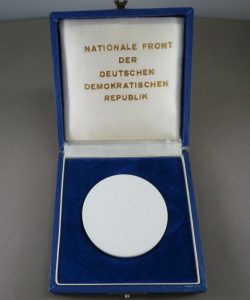 NATIONALE FRONT
DER
DEUTSCHEN
DEMOKRATISCHEN
REPUBLIK